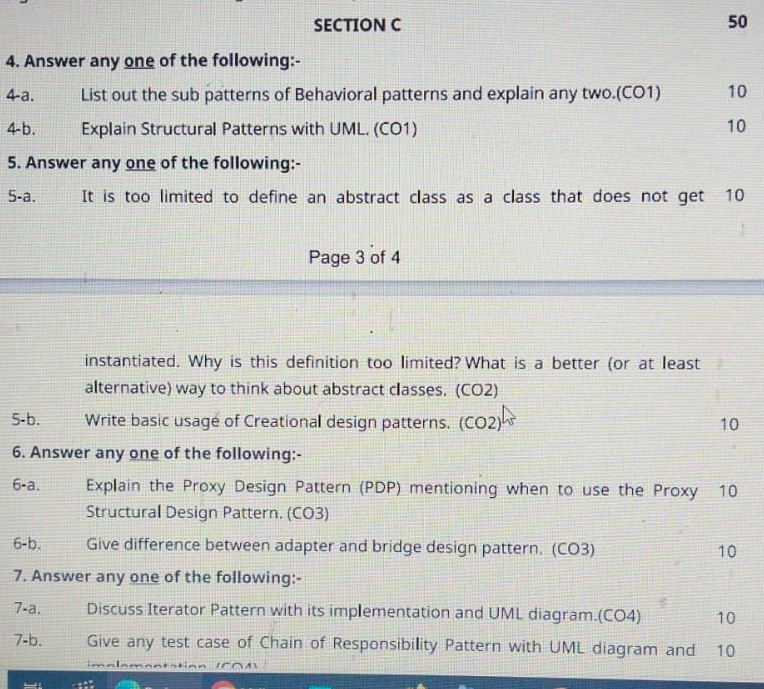 SECTION C 50
4. Answer any one of the following:-
4-a. List out the sub patterns of Behavioral patterns and explain any two.(CO1) 10
4-b. Explain Structural Patterns with UML. (CO1) 10
5. Answer any one of the following:-
5-a. It is too limited to define an abstract class as a class that does not get 10
Page 3 of 4
instantiated. Why is this definition too limited? What is a better (or at least
alternative) way to think about abstract classes. (CO2)
5-b. Write basic usage of Creational design patterns. (CO2) 10
6. Answer any one of the following:-
6-a. Explain the Proxy Design Pattern (PDP) mentioning when to use the Proxy 10
Structural Design Pattern. (CO3)
6-b. Give difference between adapter and bridge design pattern. (CO3) 10
7. Answer any one of the following:-
7-a. Discuss Iterator Pattern with its implementation and UML diagram.(CO4) 10
7-b. Give any test case of Chain of Responsibility Pattern with UML diagram and 10
implementation (CO4)